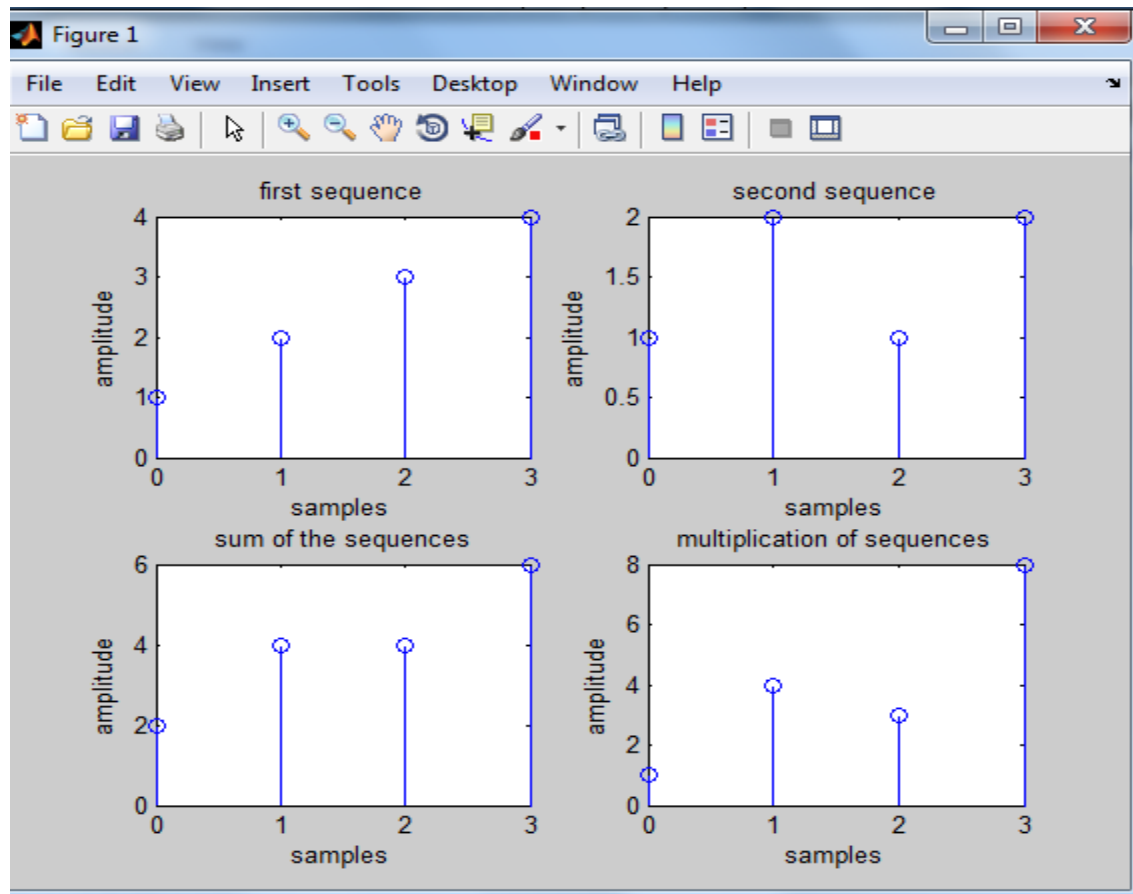 Figure 1
File Edit View Insert Tools Desktop Window Help
first sequence
4
3
2
1
0
amplitude
0 1 2 3
samples
second sequence
2
1.5
1
0.5
0
amplitude
0 1 2 3
samples
sum of the sequences
6
4
2
0
amplitude
0 1 2 3
samples
multiplication of sequences
8
6
4
2
0
amplitude
0 1 2 3
samples